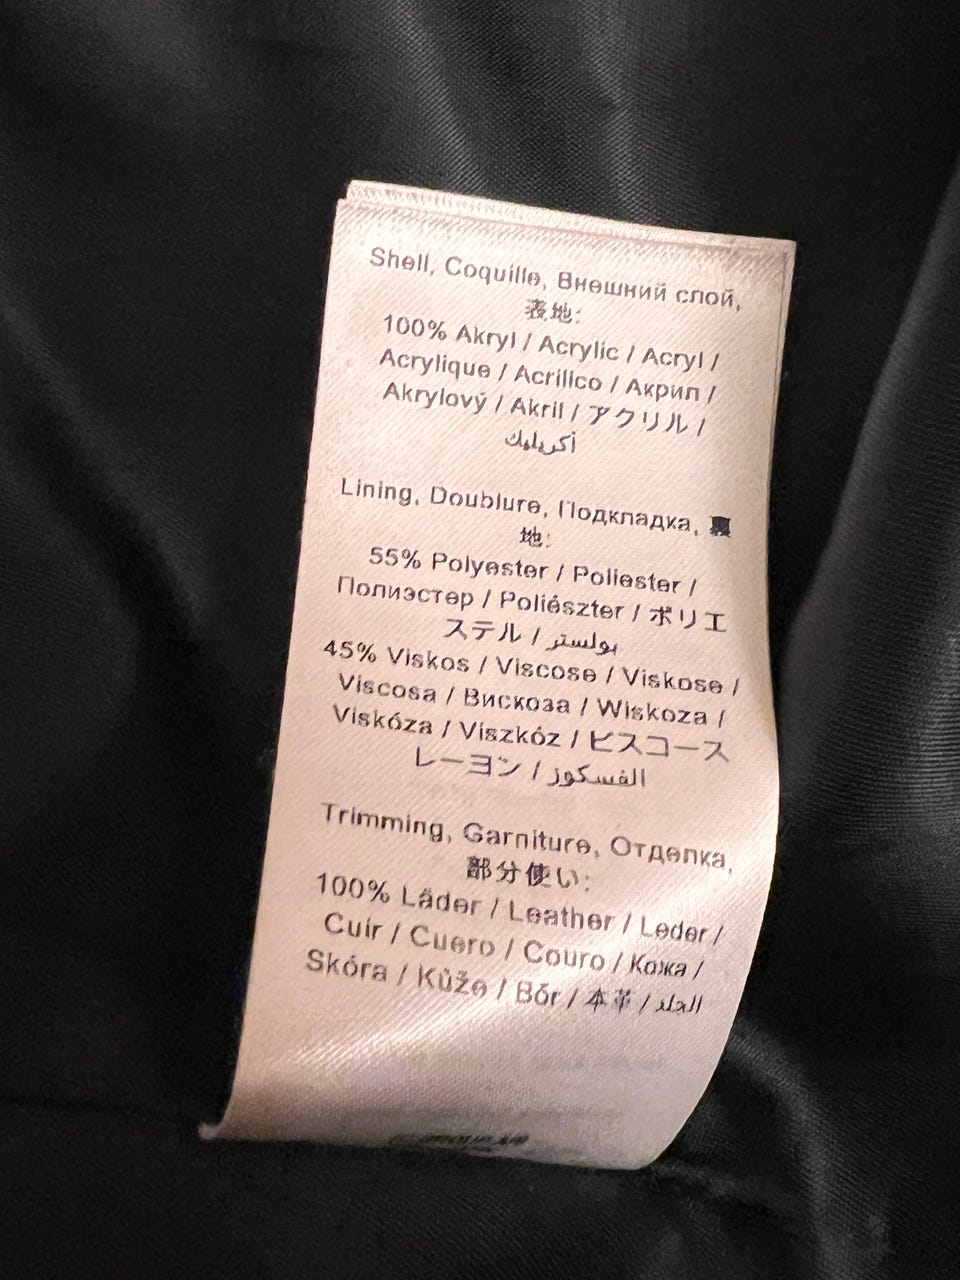 Shell, Coquille, Внешний слой,
表地:
100% Akryl / Acrylic / Acryl /
Acrylique / Acrilico / Акрил /
Akrylový / Akril / アクリル /
أكريليك
Lining, Doublure, Подкладка, 裏
地:
55% Polyester / Poliester /
Полиэстер / Poliészter / ポリエ
ステル / بولستر
45% Viskos / Viscose / Viskose /
Viscosa / Вискоза / Wiskoza /
Viskóza / Viszkóz / ビスコース
レーヨン / الفسكوز
Trimming, Garniture, Отделка,
部分使い:
100% Läder / Leather / Leder /
Cuir / Cuero / Couro / Кожа /
Skóra / Kůže / Bőr / 本革 / الجلد